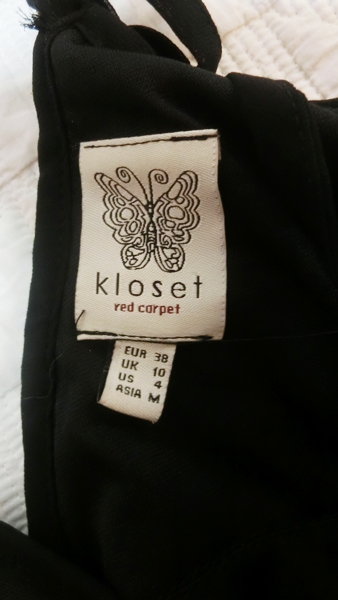 kloset
red carpet
EUR 38
UK 10
US 4
ASIA M